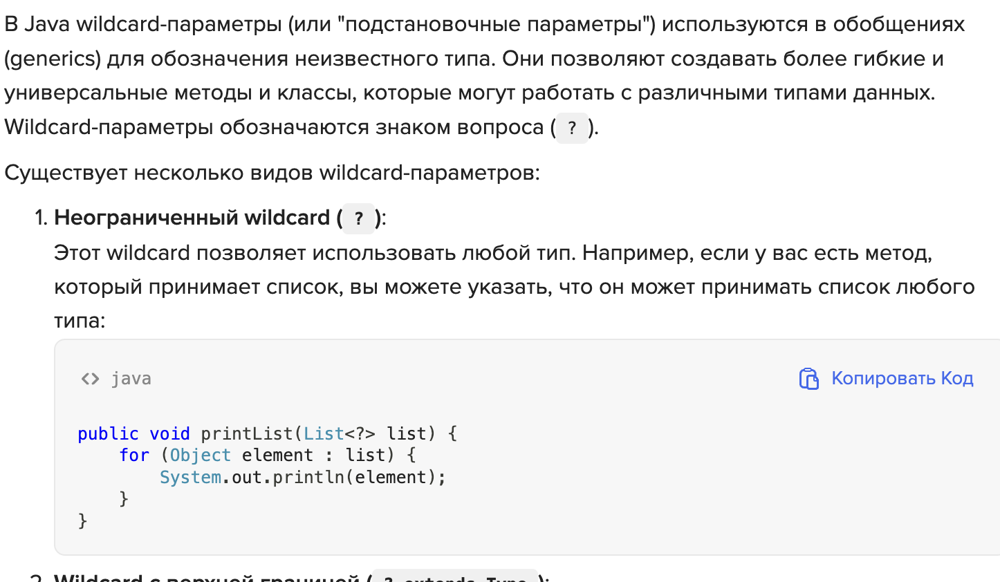 В Java wildcard-параметры (или "подстановочные параметры") используются в обобщениях
(generics) для обозначения неизвестного типа. Они позволяют создавать более гибкие и
универсальные методы и классы, которые могут работать с различными типами данных.
Wildcard-параметры обозначаются знаком вопроса ( ? ).
Существует несколько видов wildcard-параметров:
1. Неограниченный wildcard ( ? ):
Этот wildcard позволяет использовать любой тип. Например, если у вас есть метод,
который принимает список, вы можете указать, что он может принимать список любого
типа:
<> java
Копировать Код
public void printList(List<?> list) {
    for (Object element : list) {
        System.out.println(element);
    }
}
2. Wildcard с верхней границей ( ? extends Type ):